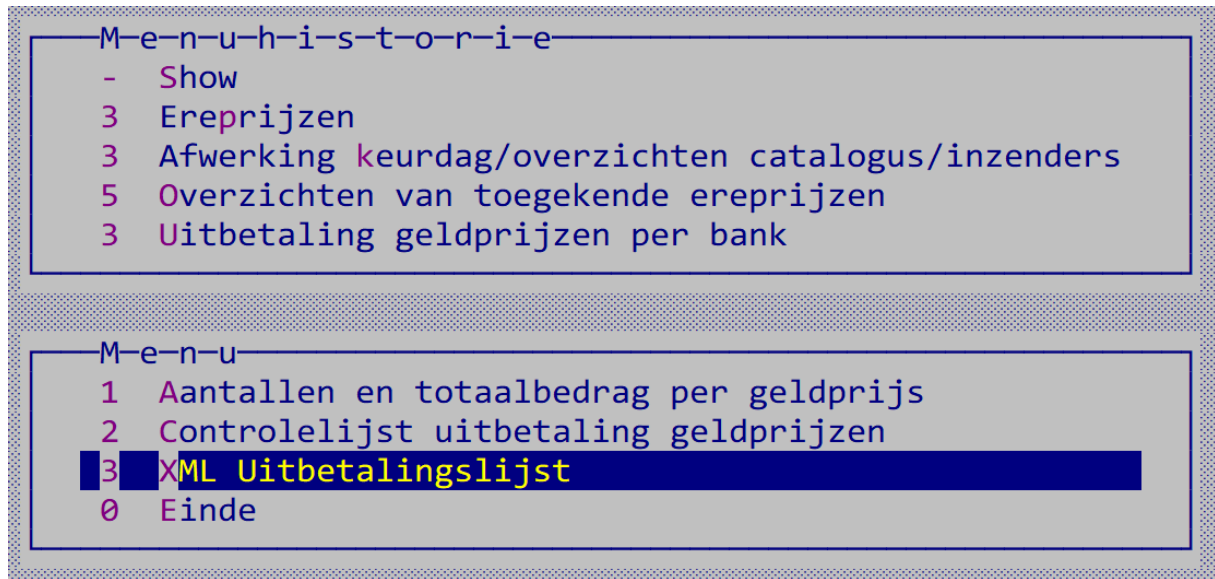 M-e-n-u-h-i-s-t-o-r-i-e
- Show
3 Ereprijzen
3 Afwerking keurdag/overzichten catalogus/inzenders
5 Overzichten van toegekende ereprijzen
3 Uitbetaling geldprijzen per bank
M-e-n-u
1 Aantallen en totaalbedrag per geldprijs
2 Controlelijst uitbetaling geldprijzen
3 XML Uitbetalingslijst
0 Einde